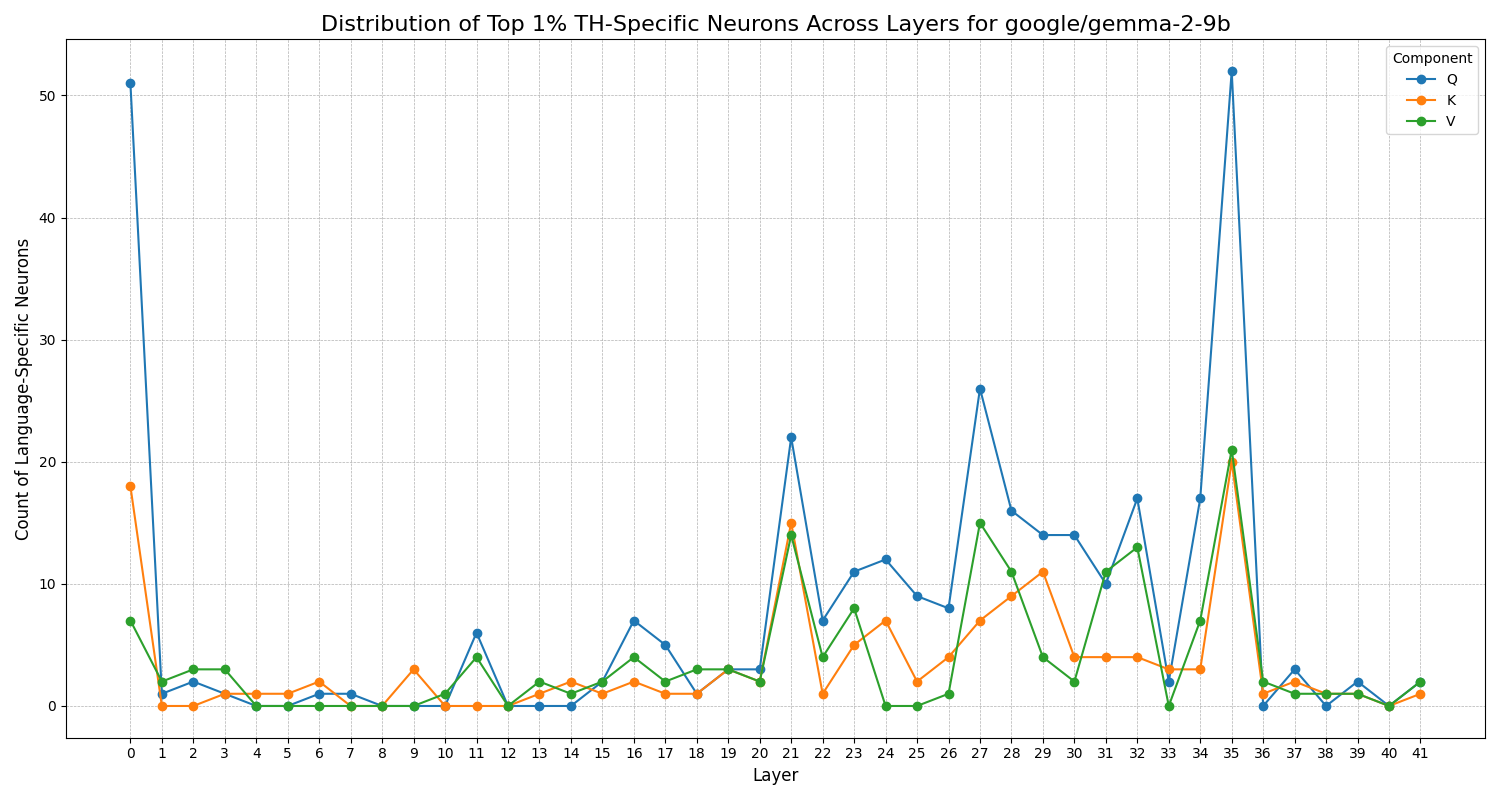 Distribution of Top 1% TH-Specific Neurons Across Layers for google/gemma-2-9b
Component
Q
K
V
Count of Language-Specific Neurons
50
40
30
20
10
0
0 1 2 3 4 5 6 7 8 9 10 11 12 13 14 15 16 17 18 19 20 21 22 23 24 25 26 27 28 29 30 31 32 33 34 35 36 37 38 39 40 41
Layer